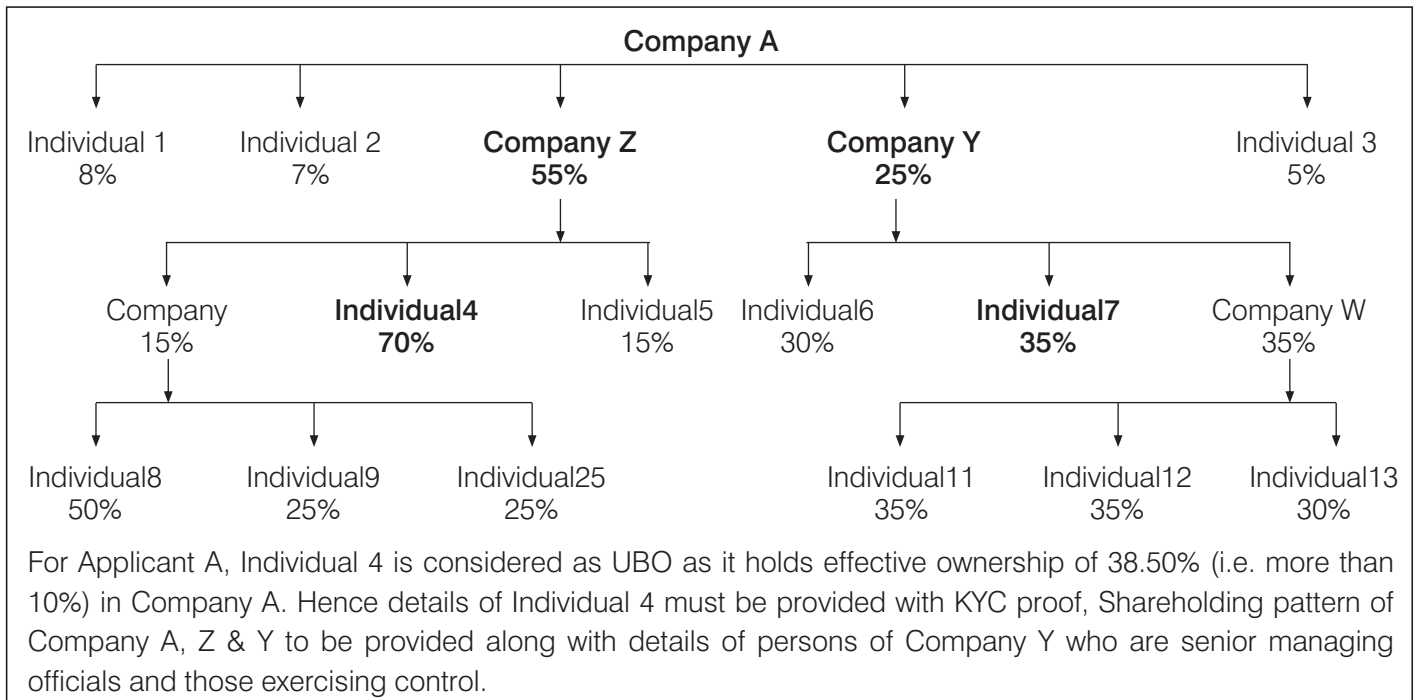 Company A
Individual 1 Individual 2 Company Z Company Y Individual 3
8% 7% 55% 25% 5%
Company Individual4 Individual5 Individual6 Individual7 Company W
15% 70% 15% 30% 35% 35%
Individual8 Individual9 Individual25 Individual11 Individual12 Individual13
50% 25% 25% 35% 35% 30%
For Applicant A, Individual 4 is considered as UBO as it holds effective ownership of 38.50% (i.e. more than
10%) in Company A. Hence details of Individual 4 must be provided with KYC proof, Shareholding pattern of
Company A, Z & Y to be provided along with details of persons of Company Y who are senior managing
officials and those exercising control.